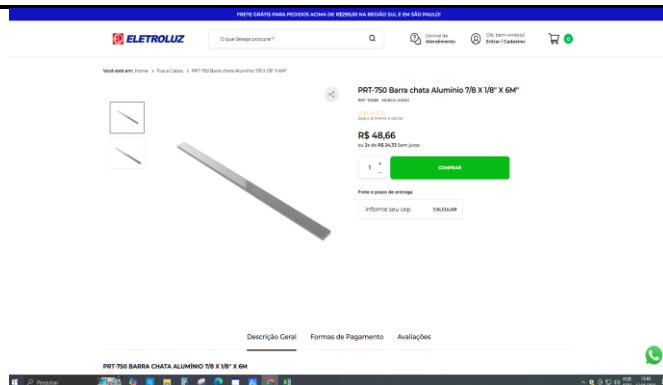 FRETE GRÁTIS PARA PEDIDOS ACIMA DE R$299,00 NA REGIÃO SUL E EM SÃO PAULO!
ELETROLUZ
O que deseja procurar?
Central de
Atendimento
Olá, bem-vindo(a)
Entrar / Cadastrar
0
Você está em: Home > Fios e Cabos > PRT-750 Barra chata Alumínio 7/8 X 1/8" X 6M"
PRT-750 Barra chata Alumínio 7/8 X 1/8" X 6M"
Seja o primeiro a opinar
R$ 48,66
ou 2x de R$ 24,33 Sem juros
1
+
-
COMPRAR
Frete e prazo de entrega
Informe seu cep
CALCULAR
Descrição Geral
Formas de Pagamento
Avaliações
PRT-750 BARRA CHATA ALUMÍNIO 7/8 X 1/8" X 6M
Pesquisar
POR